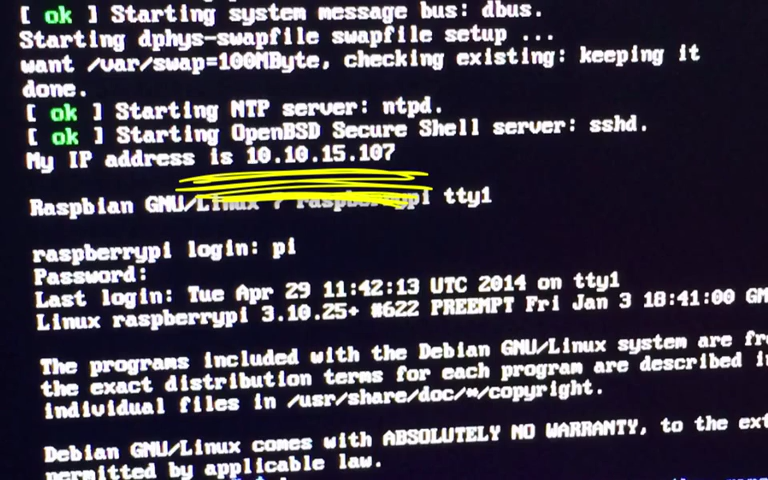 [ ok ] Starting system message bus: dbus.
Starting dphys-swapfile swapfile setup ...
want /var/swap=100MByte, checking existing: keeping it
done.
[ ok ] Starting NTP server: ntpd.
[ ok ] Starting OpenBSD Secure Shell server: sshd.
My IP address is 10.10.15.107
Raspbian GNU/Linux 7 raspberrypi tty1
raspberrypi login: pi
Password:
Last login: Tue Apr 29 11:42:13 UTC 2014 on tty1
Linux raspberrypi 3.10.25+ #622 PREEMPT Fri Jan 3 18:41:00 GM
The programs included with the Debian GNU/Linux system are fr
the exact distribution terms for each program are described i
individual files in /usr/share/doc/*/copyright.
Debian GNU/Linux comes with ABSOLUTELY NO WARRANTY, to the ext
permitted by applicable law.